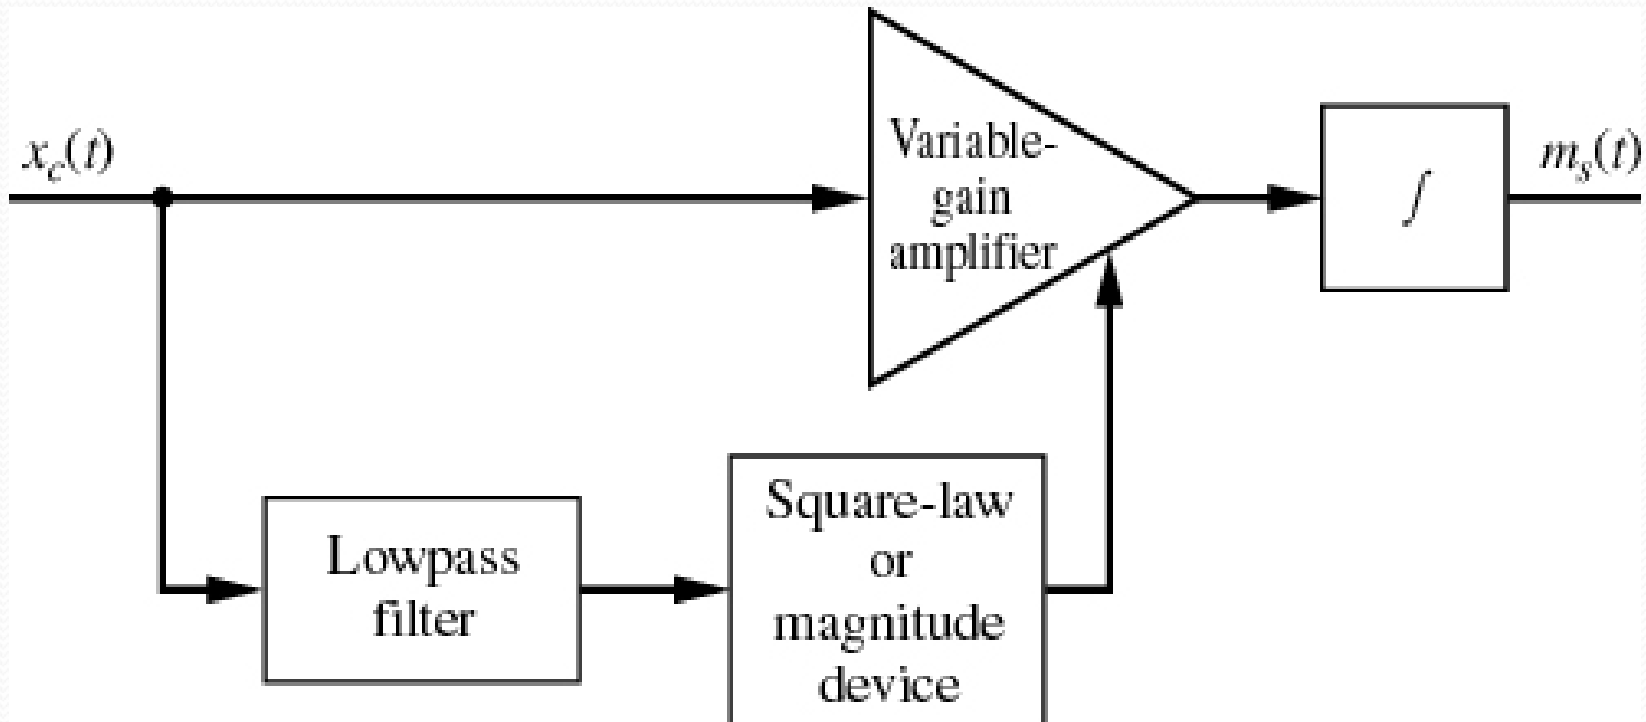 x_c(t)
Variable-
gain
amplifier
∫
m_s(t)
Lowpass
filter
Square-law
or
magnitude
device